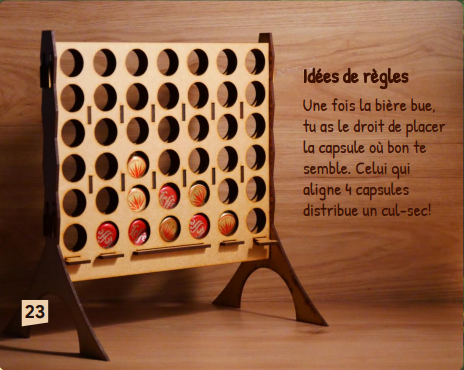 Idées de règles
Une fois la bière bue,
tu as le droit de placer
la capsule où bon te
semble. Celui qui
aligne 4 capsules
distribue un cul-sec!
23